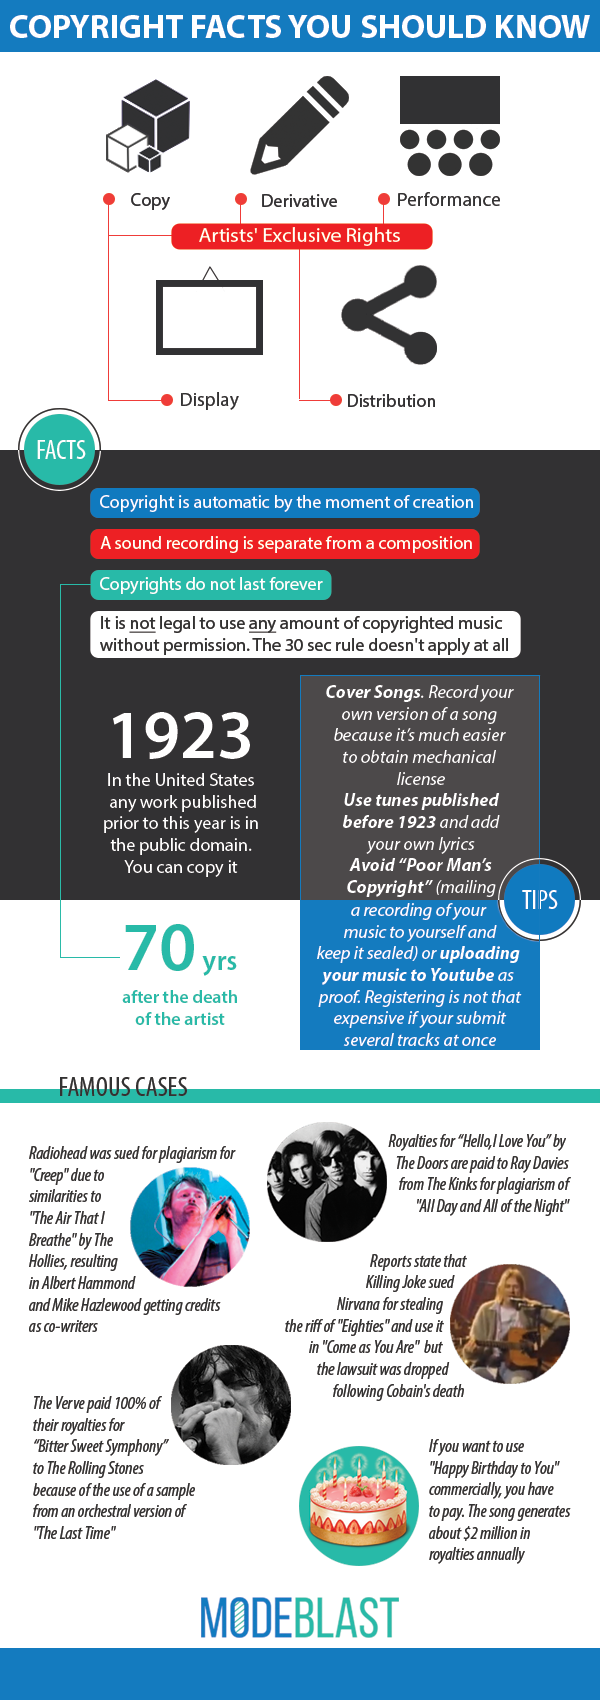 COPYRIGHT FACTS YOU SHOULD KNOW
Copy
Derivative
Performance
Artists' Exclusive Rights
Display
Distribution
FACTS
Copyright is automatic by the moment of creation
A sound recording is separate from a composition
Copyrights do not last forever
It is not legal to use any amount of copyrighted music
without permission. The 30 sec rule doesn't apply at all
1923
In the United States
any work published
prior to this year is in
the public domain.
You can copy it
70 yrs
after the death
of the artist
Cover Songs. Record your
own version of a song
because it's much easier
to obtain mechanical
license
Use tunes published
before 1923 and add
your own lyrics
Avoid "Poor Man's
Copyright" (mailing
a recording of your
music to yourself and
keep it sealed) or uploading
your music to Youtube as
proof. Registering is not that
expensive if your submit
several tracks at once
TIPS
FAMOUS CASES
Radiohead was sued for plagiarism for
"Creep" due to
similarities to
"The Air That I
Breathe" by The
Hollies, resulting
in Albert Hammond
and Mike Hazlewood getting credits
as co-writers
Royalties for “Hello,I Love You” by
The Doors are paid to Ray Davies
from The Kinks for plagiarism of
"All Day and All of the Night"
Reports state that
Killing Joke sued
Nirvana for stealing
the riff of "Eighties" and use it
in "Come as You Are" but
the lawsuit was dropped
following Cobain's death
The Verve paid 100% of
their royalties for
“Bitter Sweet Symphony”
to The Rolling Stones
because of the use of a sample
from an orchestral version of
"The Last Time"
If you want to use
"Happy Birthday to You"
commercially, you have
to pay. The song generates
about $2 million in
royalties annually
MODEBLAST